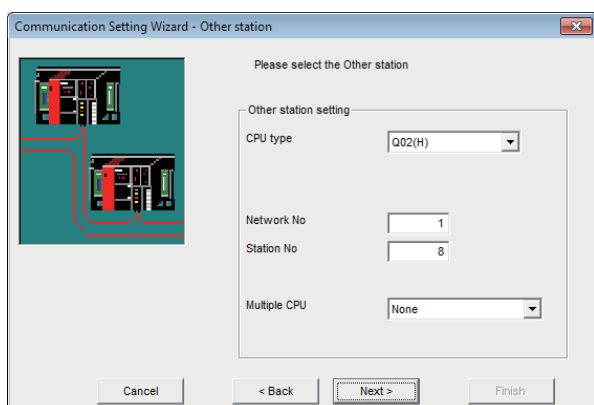 Communication Setting Wizard - Other station
Please select the Other station
Other station setting
CPU type
Q02(H)
Network No
1
Station No
8
Multiple CPU
None
Cancel
< Back
Next >
Finish